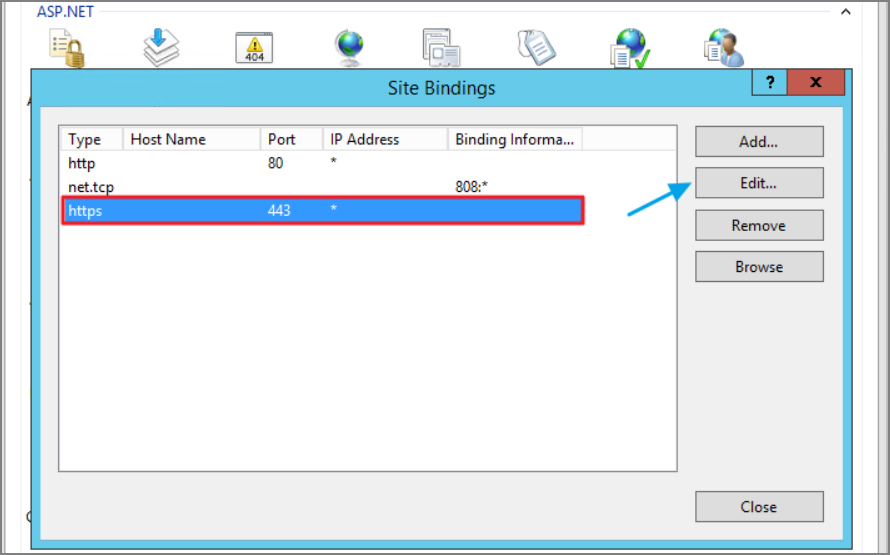 ASP.NET
404
Site Bindings
? x
Type Host Name Port IP Address Binding Informa...
http 80 *
net.tcp 808:*
https 443 *
Add...
Edit...
Remove
Browse
Close